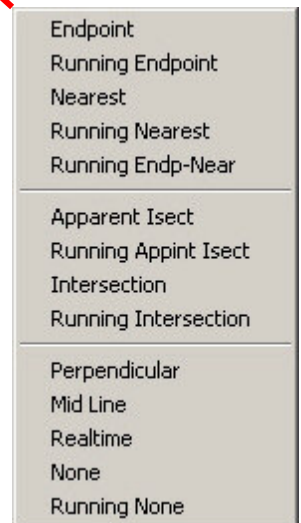 Endpoint
Running Endpoint
Nearest
Running Nearest
Running Endp-Near
Apparent Isect
Running Appint Isect
Intersection
Running Intersection
Perpendicular
Mid Line
Realtime
None
Running None